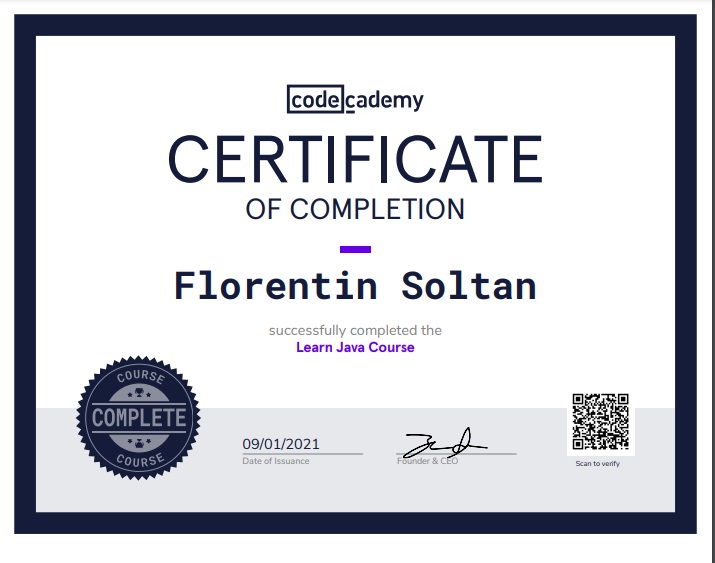 codecademy
CERTIFICATE
OF COMPLETION
Florentin Soltan
successfully completed the
Learn Java Course
COURSE
COMPLETE
COURSE
09/01/2021
Date of Issuance
Founder & CEO
Scan to verify